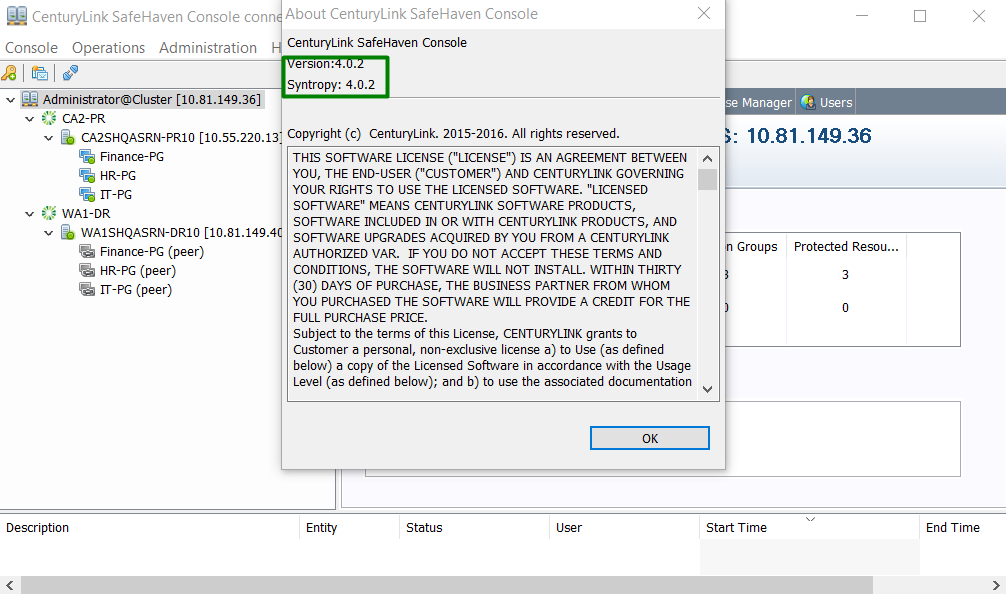 CenturyLink SafeHaven Console conne
About CenturyLink SafeHaven Console
Console Operations Administration H
CenturyLink SafeHaven Console
Version:4.0.2
Syntropy: 4.0.2
Administrator@Cluster [10.81.149.36]
CA2-PR
CA2SHQASRN-PR10 [10.55.220.13]
Finance-PG
HR-PG
IT-PG
WA1-DR
WA1SHQASRN-DR10 [10.81.149.40
Finance-PG (peer)
HR-PG (peer)
IT-PG (peer)
Copyright (c) CenturyLink. 2015-2016. All rights reserved.
THIS SOFTWARE LICENSE ("LICENSE") IS AN AGREEMENT BETWEEN
YOU, THE END-USER ("CUSTOMER") AND CENTURYLINK GOVERNING
YOUR RIGHTS TO USE THE LICENSED SOFTWARE. "LICENSED
SOFTWARE" MEANS CENTURYLINK SOFTWARE PRODUCTS,
SOFTWARE INCLUDED IN OR WITH CENTURYLINK PRODUCTS, AND
SOFTWARE UPGRADES ACQUIRED BY YOU FROM A CENTURYLINK
AUTHORIZED VAR. IF YOU DO NOT ACCEPT THESE TERMS AND
CONDITIONS, THE SOFTWARE WILL NOT INSTALL. WITHIN THIRTY
(30) DAYS OF PURCHASE, THE BUSINESS PARTNER FROM WHOM
YOU PURCHASED THE SOFTWARE WILL PROVIDE A CREDIT FOR THE
FULL PURCHASE PRICE.
Subject to the terms of this License, CENTURYLINK grants to
Customer a personal, non-exclusive license a) to Use (as defined
below) a copy of the Licensed Software in accordance with the Usage
Level (as defined below); and b) to use the associated documentation
OK
se Manager Users
S: 10.81.149.36
n Groups Protected Resou...
3 3
0 0
Description Entity Status User Start Time End Time